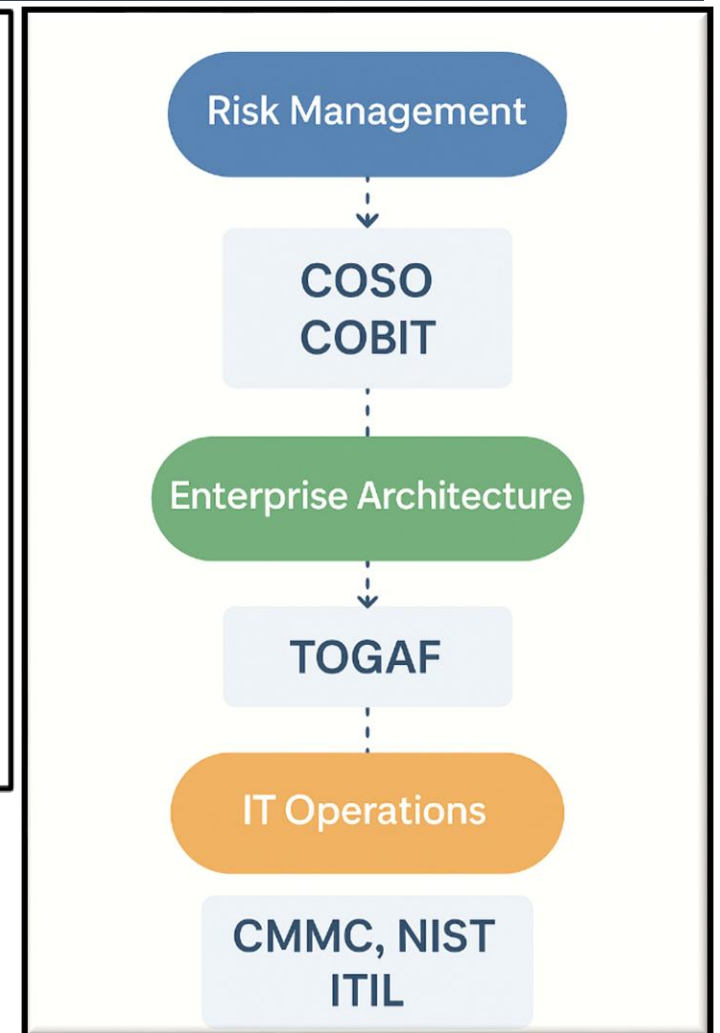 Risk Management
COSO
COBIT
Enterprise Architecture
TOGAF
IT Operations
CMMC, NIST
ITIL